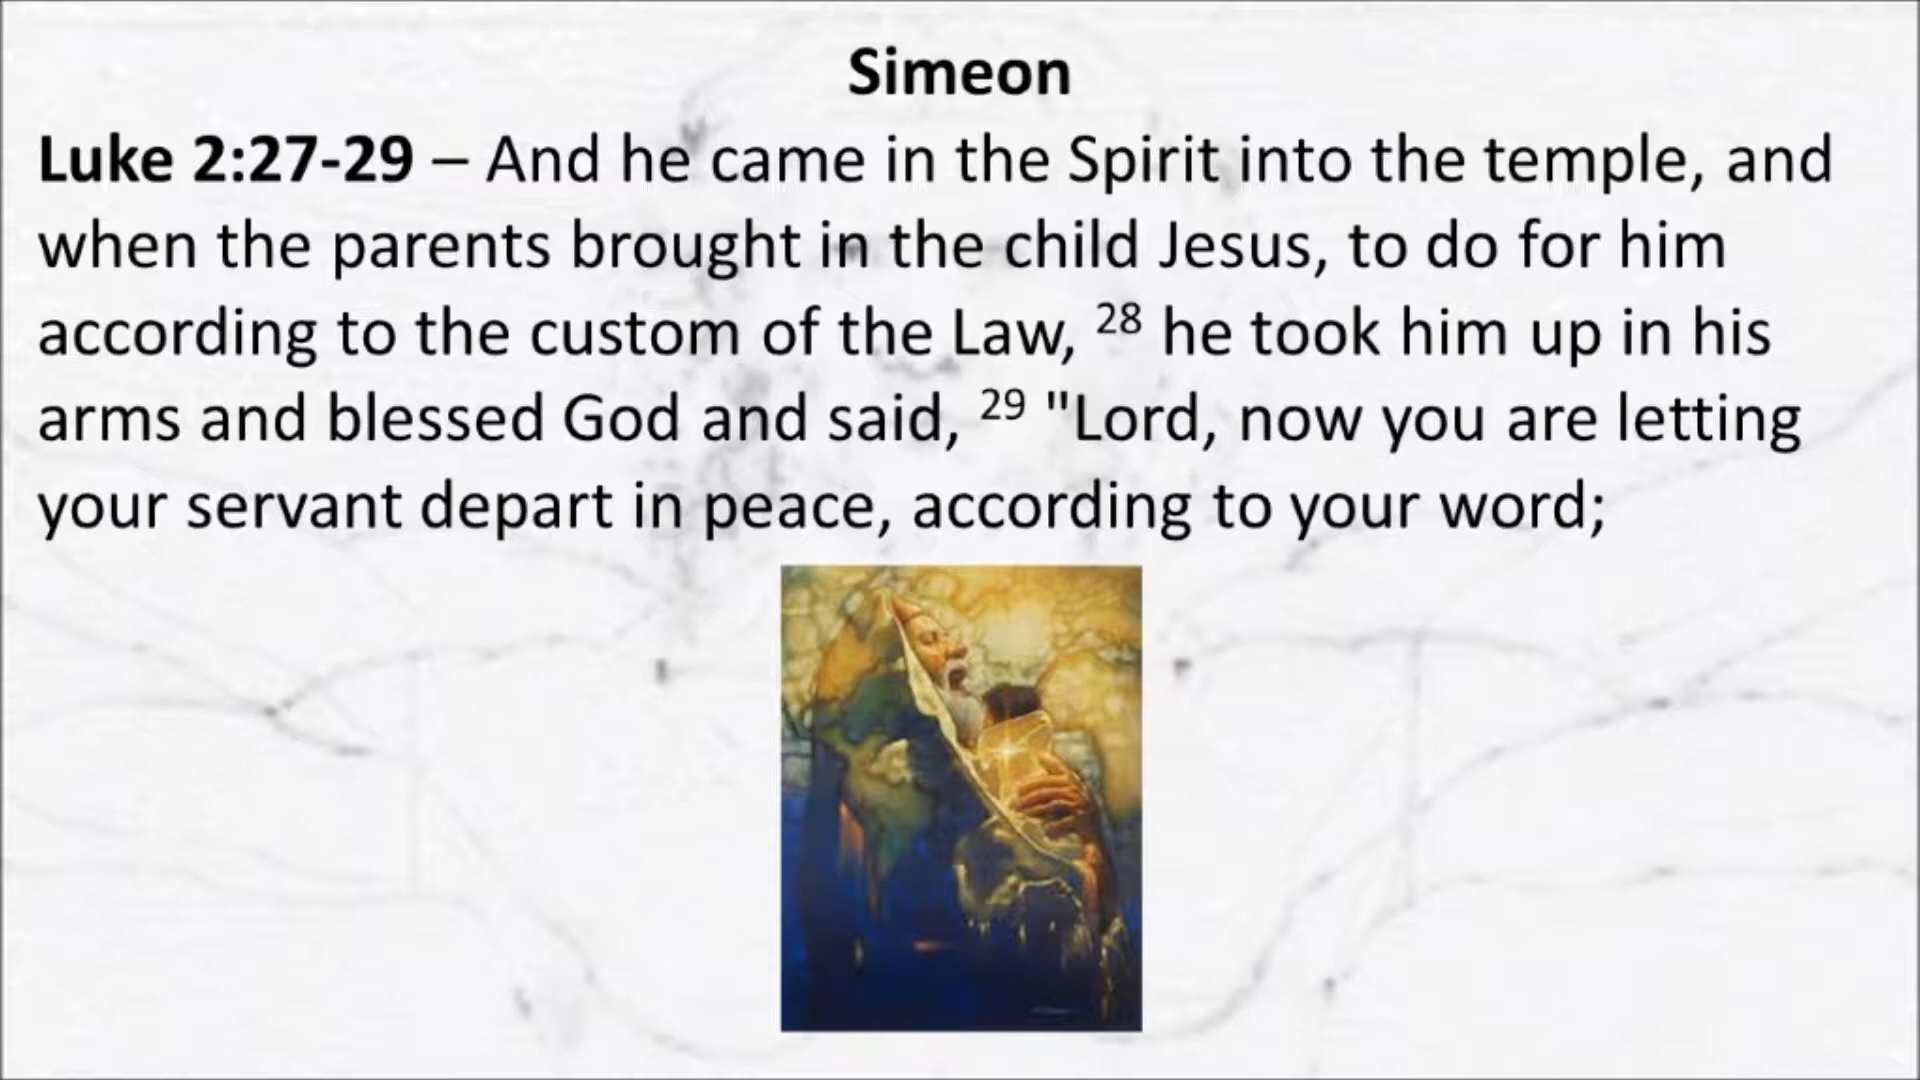 Simeon
Luke 2:27-29 – And he came in the Spirit into the temple, and
when the parents brought in the child Jesus, to do for him
according to the custom of the Law, 28 he took him up in his
arms and blessed God and said, 29 "Lord, now you are letting
your servant depart in peace, according to your word;